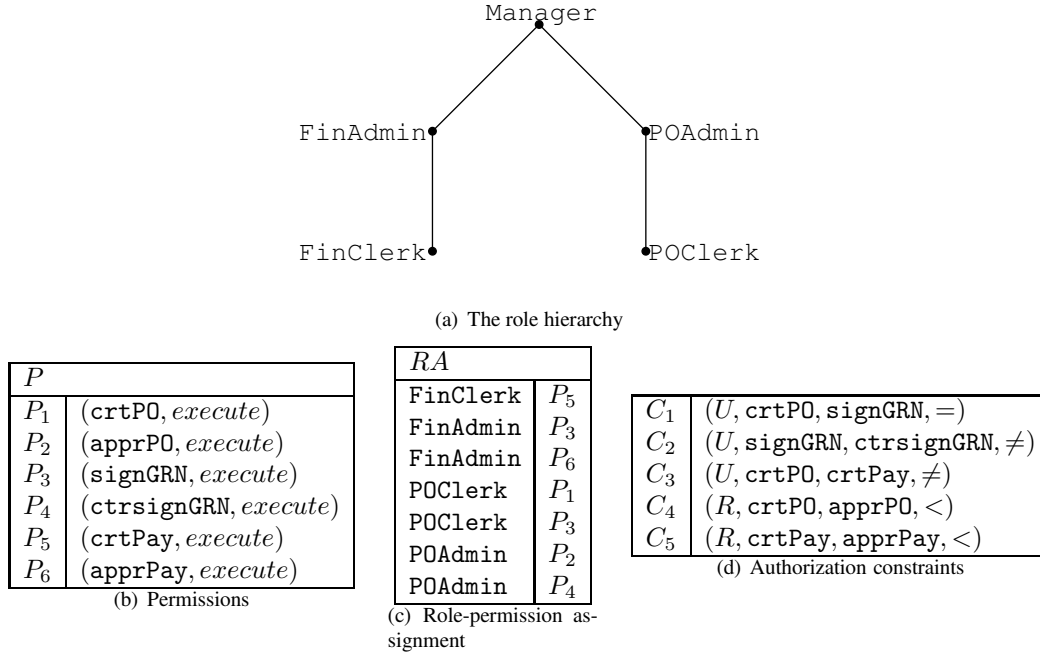 Manager
FinAdmin
POAdmin
FinClerk
POClerk
(a) The role hierarchy
P
P1 (crtPO, execute)
P2 (apprPO, execute)
P3 (signGRN, execute)
P4 (ctrsignGRN, execute)
P5 (crtPay, execute)
P6 (apprPay, execute)
(b) Permissions
RA
FinClerk P5
FinAdmin P3
FinAdmin P6
POClerk P1
POClerk P3
POAdmin P2
POAdmin P4
(c) Role-permission as-
signment
C1 (U, crtPO, signGRN, =)
C2 (U, signGRN, ctrsignGRN, ≠)
C3 (U, crtPO, crtPay, ≠)
C4 (R, crtPO, apprPO, <)
C5 (R, crtPay, apprPay, <)
(d) Authorization constraints